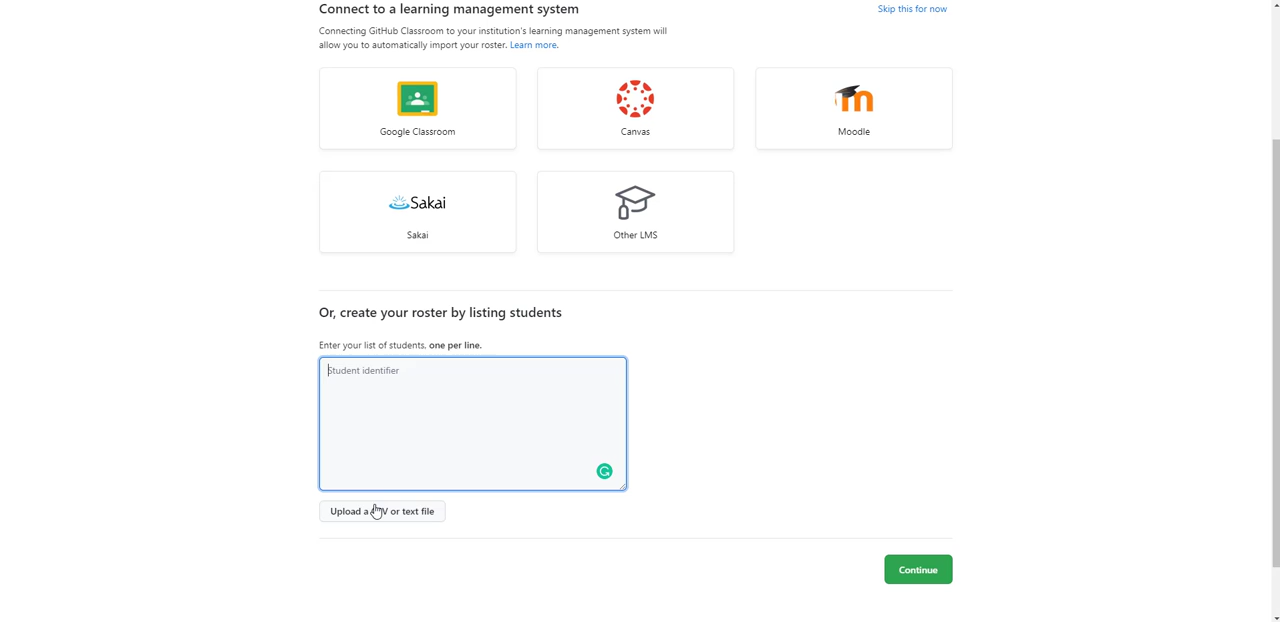 Connect to a learning management system
Skip this for now
Connecting GitHub Classroom to your institution's learning management system will
allow you to automatically import your roster. Learn more.
Google Classroom
Canvas
Moodle
Sakai
Sakai
Other LMS
Or, create your roster by listing students
Enter your list of students, one per line.
Student identifier
Upload a or text file
Continue